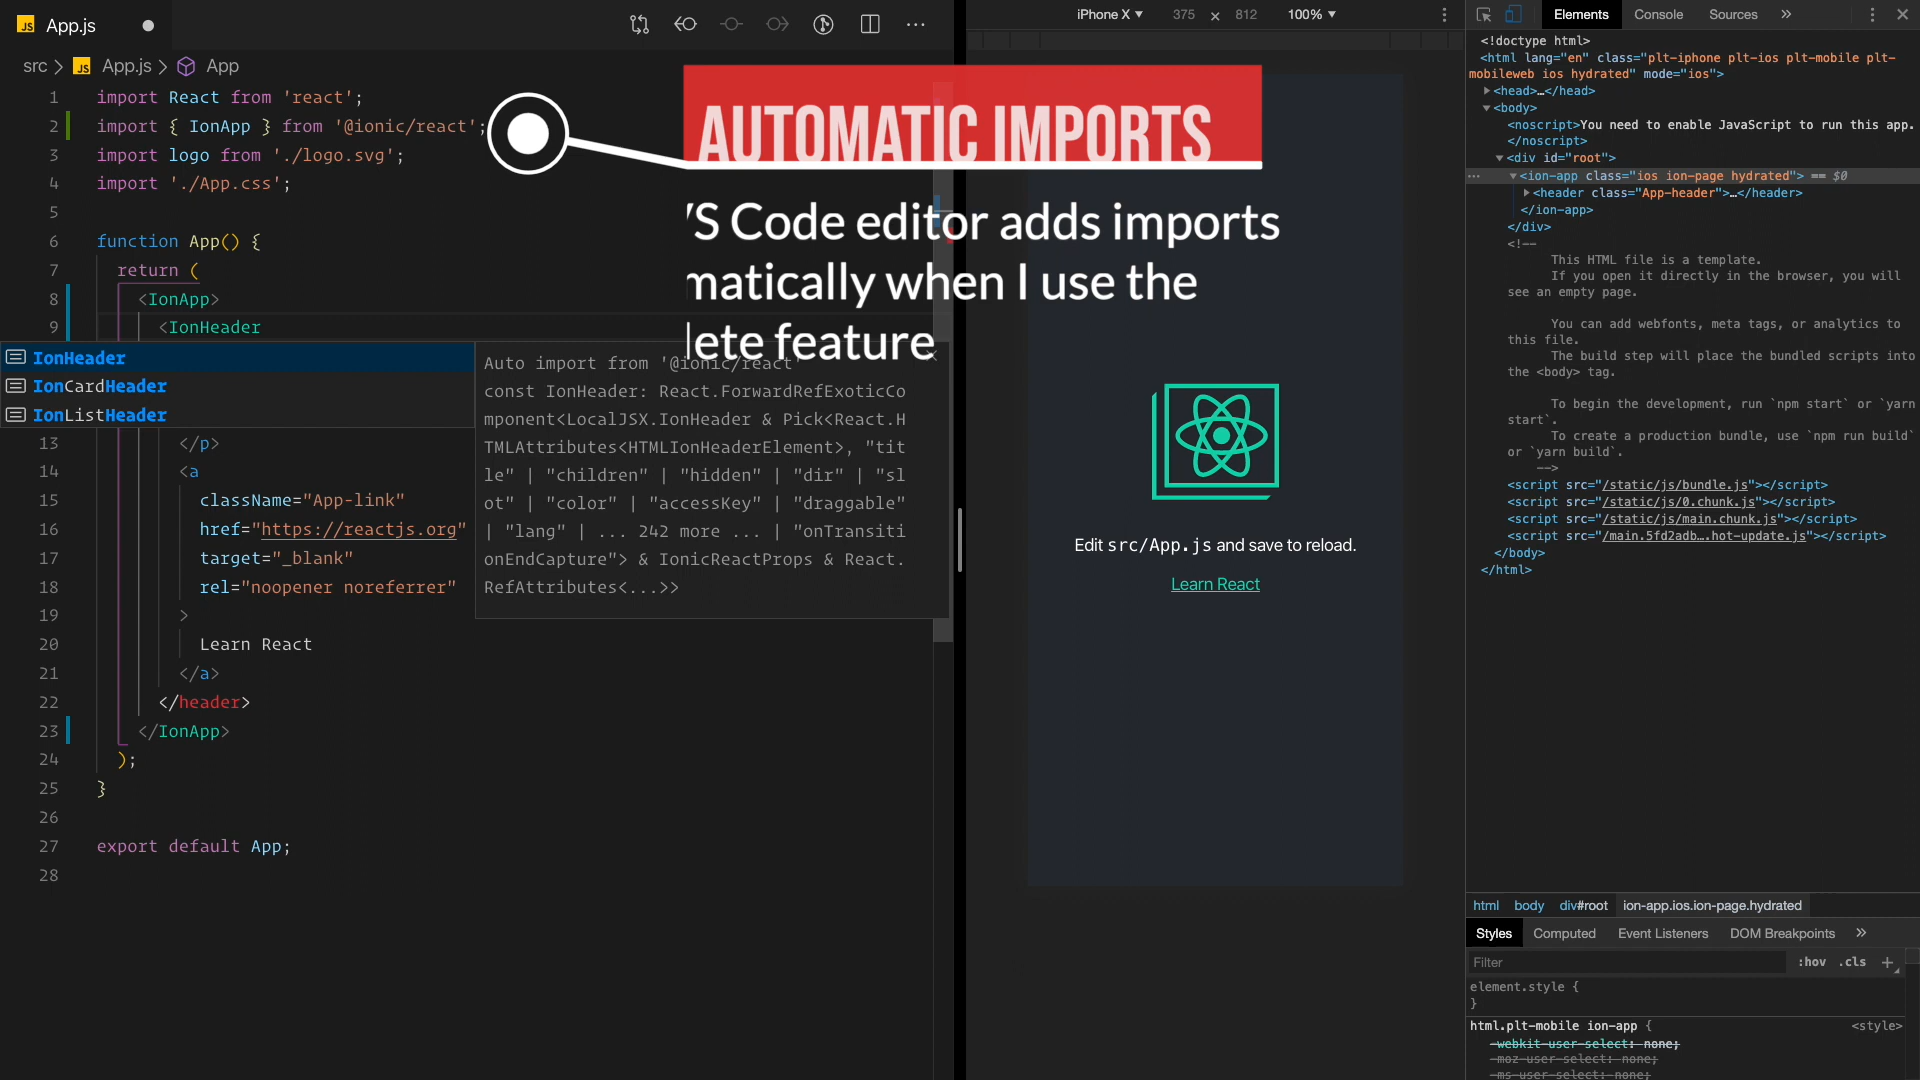 App.js
src > App.js > App
1 import React from 'react';
2 import { IonApp } from '@ionic/react';
3 import logo from './logo.svg';
4 import './App.css';
5
6 function App() {
7 return (
8 <IonApp>
9 <IonHeader
IonHeader
IonCardHeader
IonListHeader
13 </p>
14 <a
15 className="App-link"
16 href="https://reactjs.org"
17 target="_blank"
18 rel="noopener noreferrer"
19 >
20 Learn React
21 </a>
22 </header>
23 </IonApp>
24 );
25 }
26
27 export default App;
28
AUTOMATIC IMPORTS
VS Code editor adds imports
matically when I use the
lete feature
Auto import from '@ionic/react'
const IonHeader: React.ForwardRefExoticCo
mponent<LocalJSX.IonHeader & Pick<React.H
TMLAttributes<HTMLIonHeaderElement>, "tit
le" | "children" | "hidden" | "dir" | "sl
ot" | "color" | "accessKey" | "draggable"
| "lang" | ... 242 more ... | "onTransiti
onEndCapture"> & IonicReactProps & React.
RefAttributes<...>>
iPhone X ▼ 375 x 812 100% ▼
Edit src/App.js and save to reload.
Learn React
Elements Console Sources »
<!doctype html>
<html lang="en" class="plt-iphone plt-ios plt-mobile plt-
mobileweb ios hydrated" mode="ios">
<head>…</head>
<body>
<noscript>You need to enable JavaScript to run this app.
</noscript>
<div id="root">
<ion-app class="ios ion-page hydrated"> == $0
<header class="App-header">…</header>
</ion-app>
</div>
<!--
This HTML file is a template.
If you open it directly in the browser, you will
see an empty page.
You can add webfonts, meta tags, or analytics to
this file.
The build step will place the bundled scripts into
the <body> tag.
To begin the development, run `npm start` or `yarn
start`.
To create a production bundle, use `npm run build`
or `yarn build`.
-->
<script src="/static/js/bundle.js"></script>
<script src="/static/js/0.chunk.js"></script>
<script src="/static/js/main.chunk.js"></script>
<script src="/main.5fd2adb….hot-update.js"></script>
</body>
</html>
html body div#root ion-app.ios.ion-page.hydrated
Styles Computed Event Listeners DOM Breakpoints »
Filter :hov .cls +
element.style {
}
html.plt-mobile ion-app { <style>
-webkit-user-select: none;
-moz-user-select: none;
-ms-user-select: none;